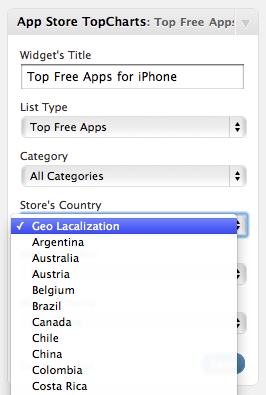 App Store TopCharts: Top Free Apps
Widget's Title
Top Free Apps for iPhone
List Type
Top Free Apps
Category
All Categories
Store's Country
✓ Geo Lacalization
Argentina
Australia
Austria
Belgium
Brazil
Canada
Chile
China
Colombia
Costa Rica